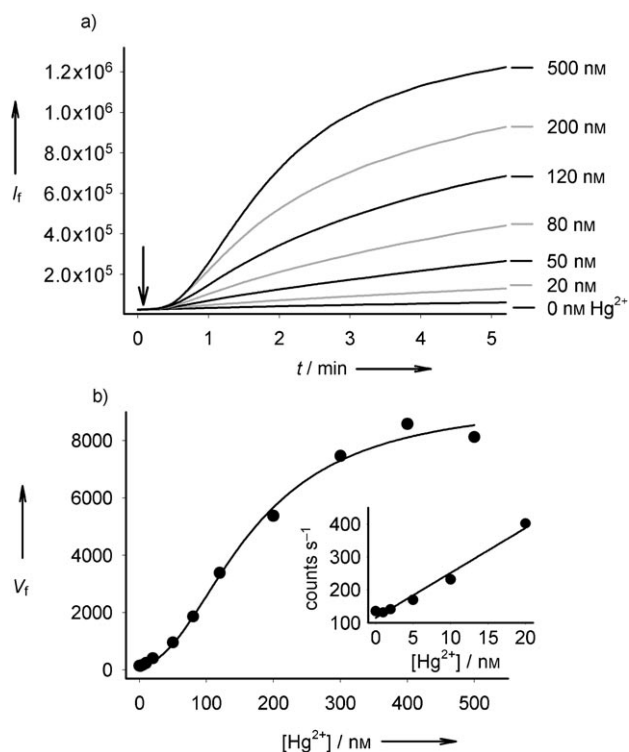 a)
1.2x10⁶
1.0x10⁶
8.0x10⁵
6.0x10⁵
4.0x10⁵
2.0x10⁵
I_f
500 nM
200 nM
120 nM
80 nM
50 nM
20 nM
0 nM Hg²⁺
0 1 2 3 4 5
t / min
b)
8000
6000
4000
2000
0
V_f
0 100 200 300 400 500
[Hg²⁺] / nM
counts s⁻¹
400
300
200
100
0 5 10 15 20
[Hg²⁺] / nM